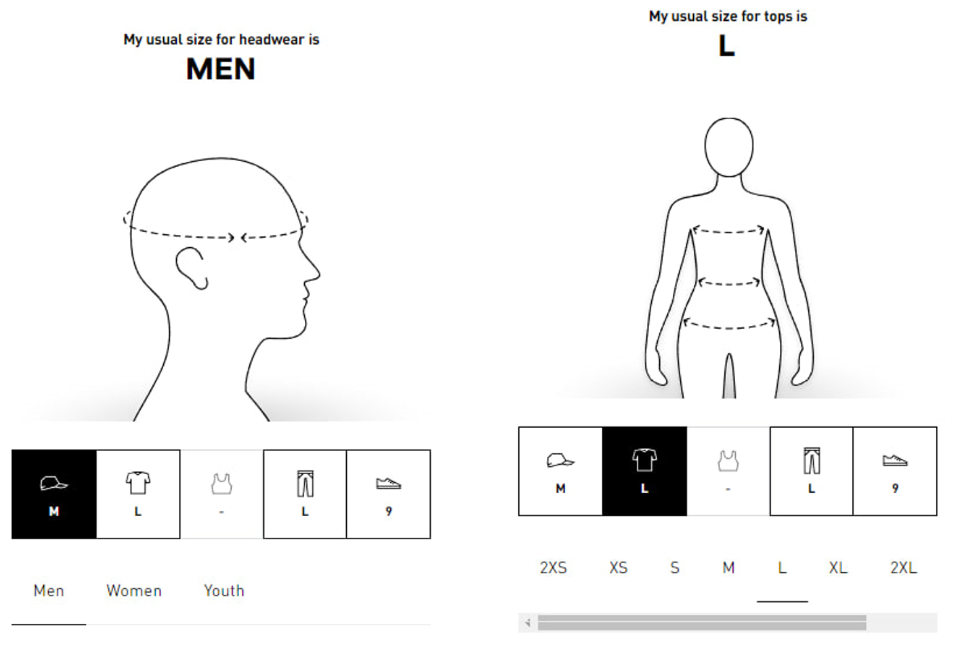 My usual size for headwear is
MEN
M L - L 9
Men Women Youth
My usual size for tops is
L
M L - L 9
2XS XS S M L XL 2XL